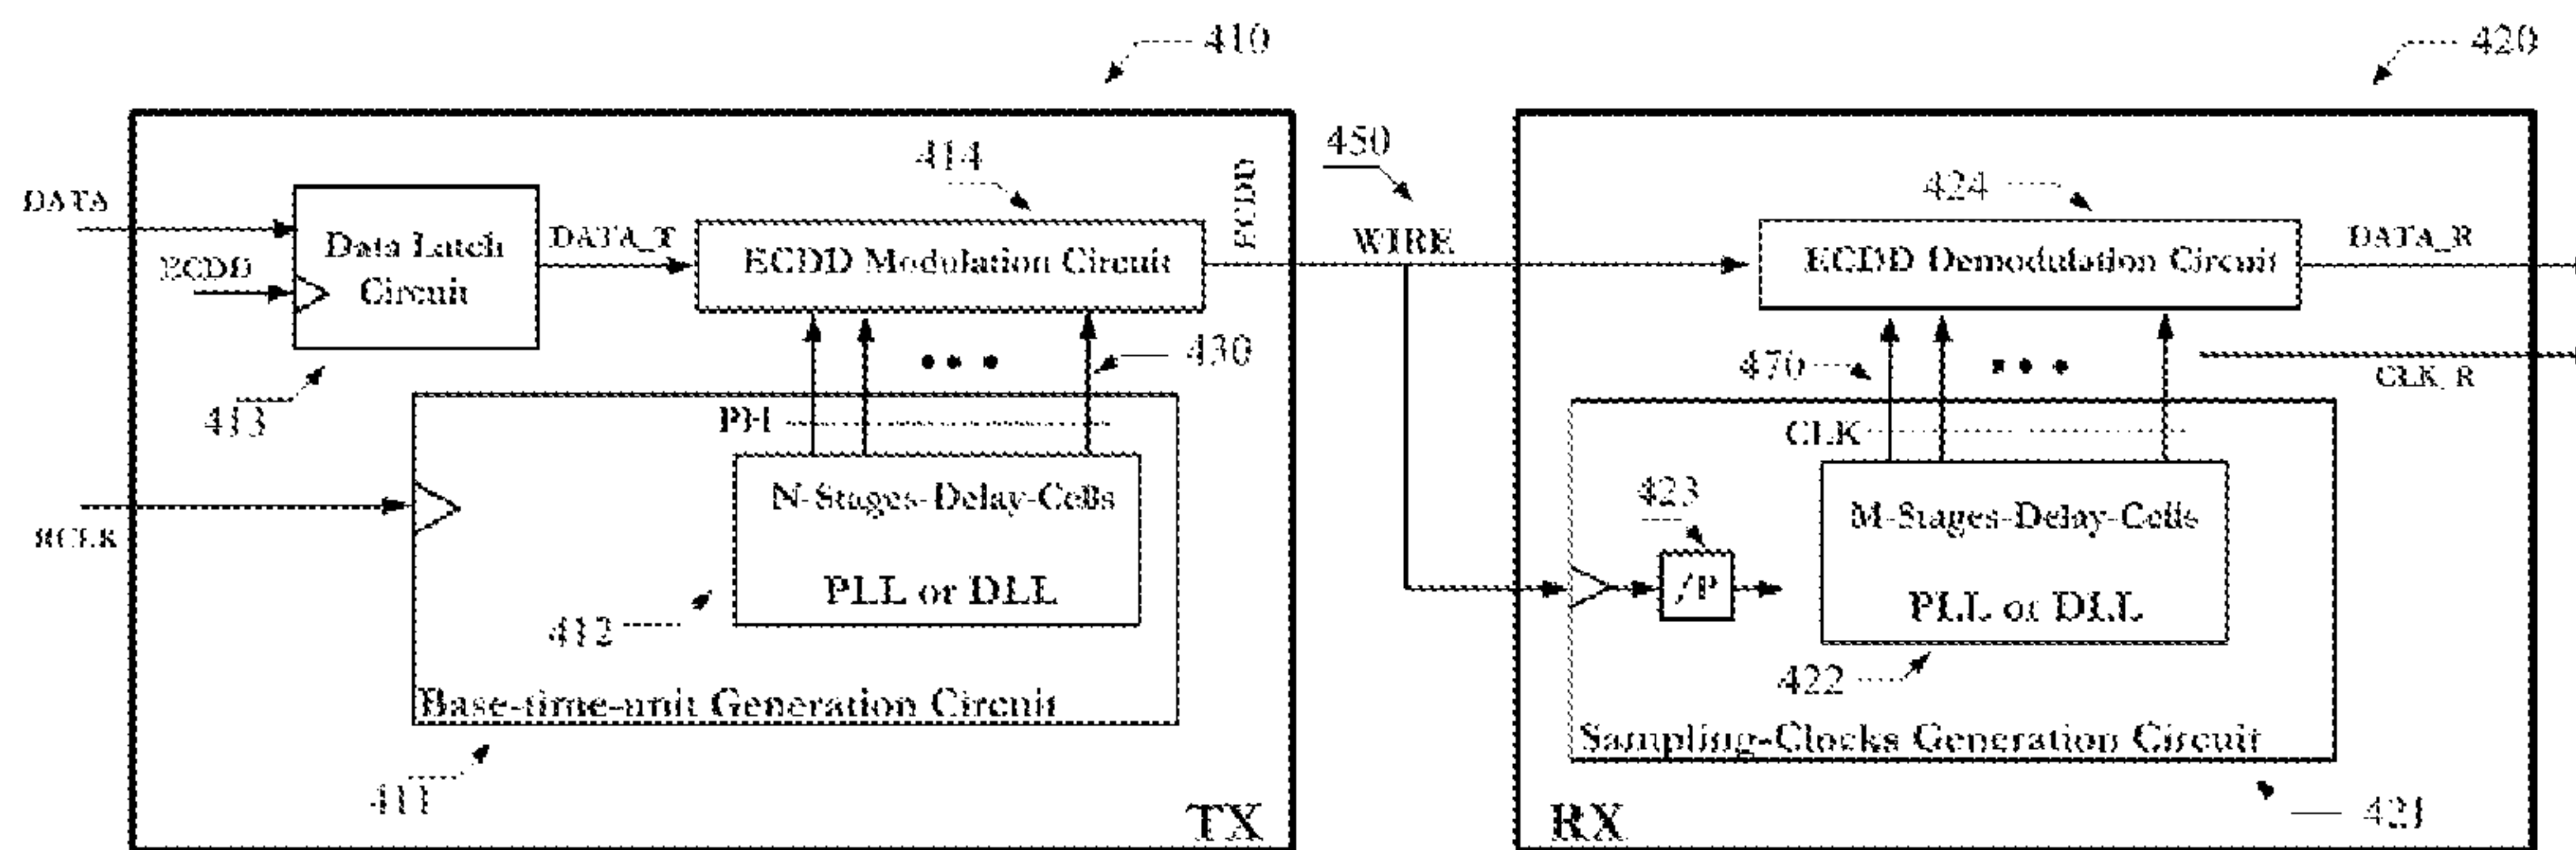 410
420
450
414
424
DATA
ECDD
Data Latch
Circuit
DATA_T
ECDD Modulation Circuit
ECDD
WIRE
ECDD Demodulation Circuit
DATA_R
430
470
CLK_R
413
PH
CLK
N-Stages-Delay-Cells
PLL or DLL
423
/P
M-Stages-Delay-Cells
PLL or DLL
412
422
Base-time-unit Generation Circuit
Sampling-Clocks Generation Circuit
411
TX
RX
421